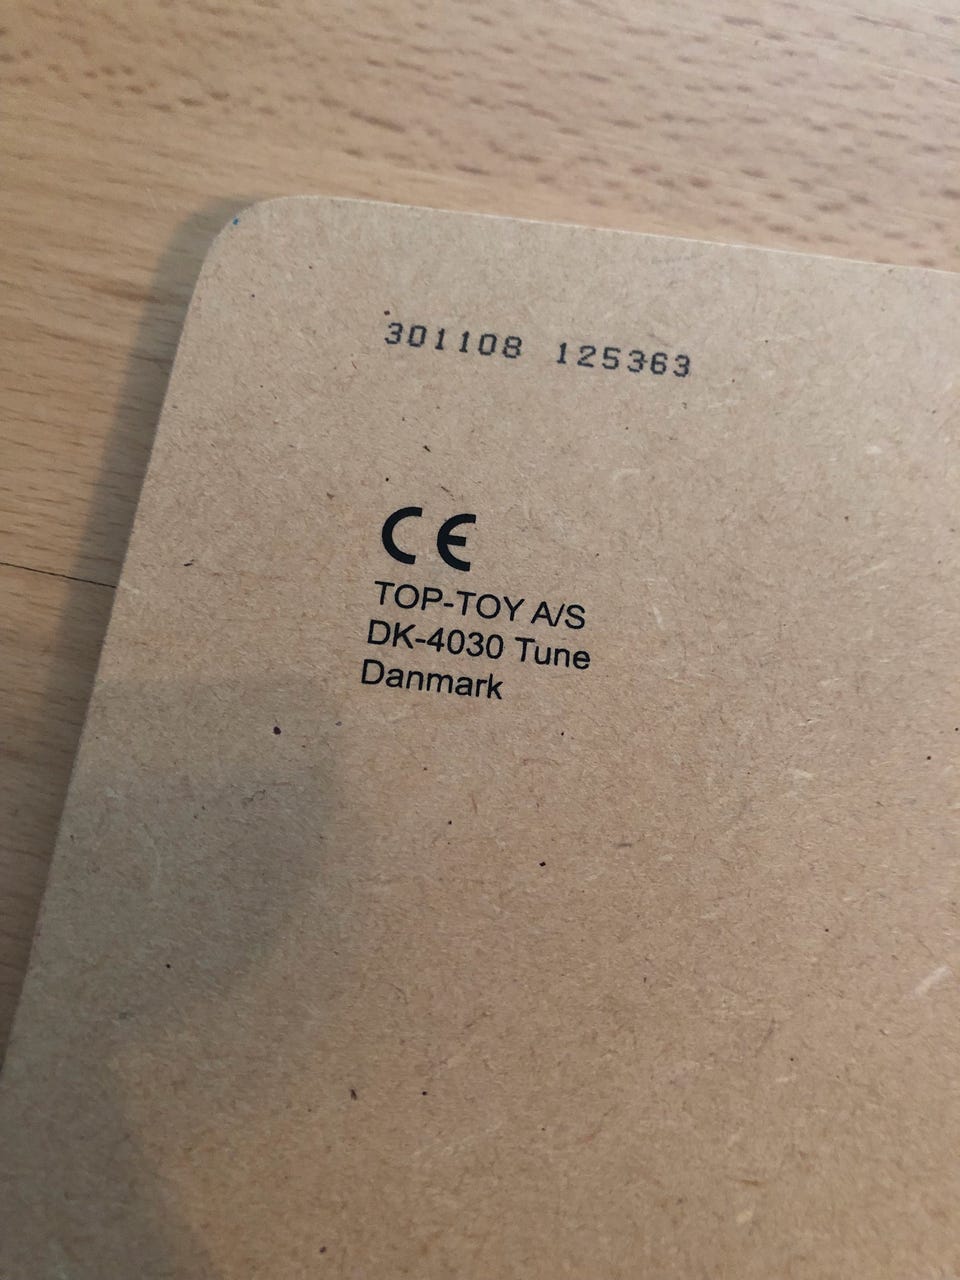 301108 125363
CE
TOP-TOY A/S
DK-4030 Tune
Danmark